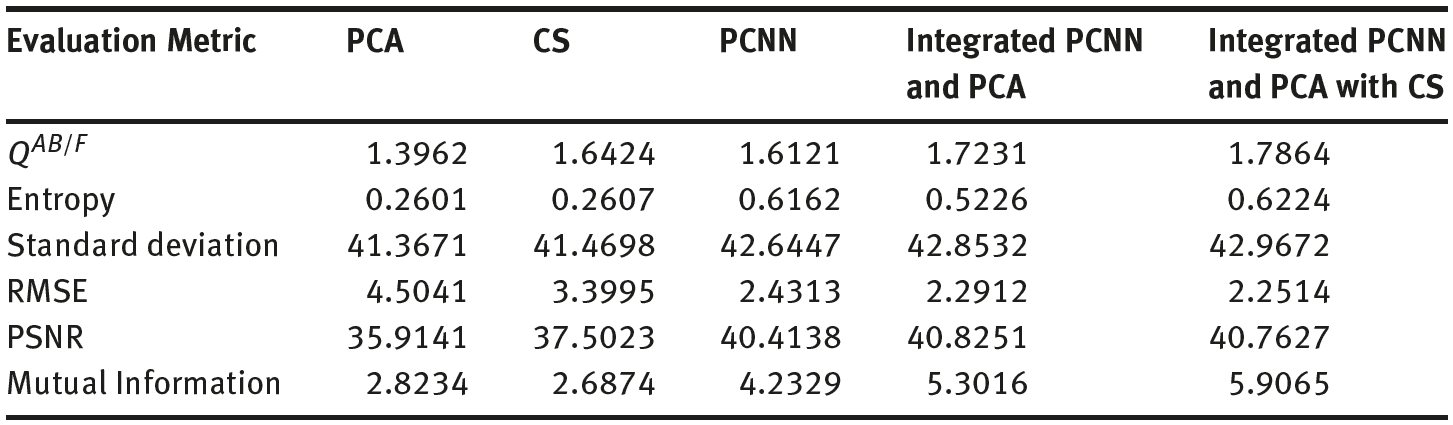 Evaluation Metric PCA CS PCNN Integrated PCNN and PCA Integrated PCNN and PCA with CS
Q^AB/F 1.3962 1.6424 1.6121 1.7231 1.7864
Entropy 0.2601 0.2607 0.6162 0.5226 0.6224
Standard deviation 41.3671 41.4698 42.6447 42.8532 42.9672
RMSE 4.5041 3.3995 2.4313 2.2912 2.2514
PSNR 35.9141 37.5023 40.4138 40.8251 40.7627
Mutual Information 2.8234 2.6874 4.2329 5.3016 5.9065